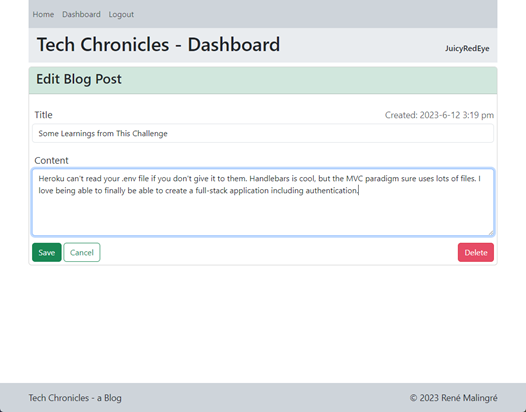 Home Dashboard Logout
Tech Chronicles - Dashboard
JuicyRedEye
Edit Blog Post
Title
Created: 2023-6-12 3:19 pm
Some Learnings from This Challenge
Content
Heroku can't read your .env file if you don't give it to them. Handlebars is cool, but the MVC paradigm sure uses lots of files. I
love being able to finally be able to create a full-stack application including authentication.
Save Cancel Delete
Tech Chronicles - a Blog
© 2023 René Malingré